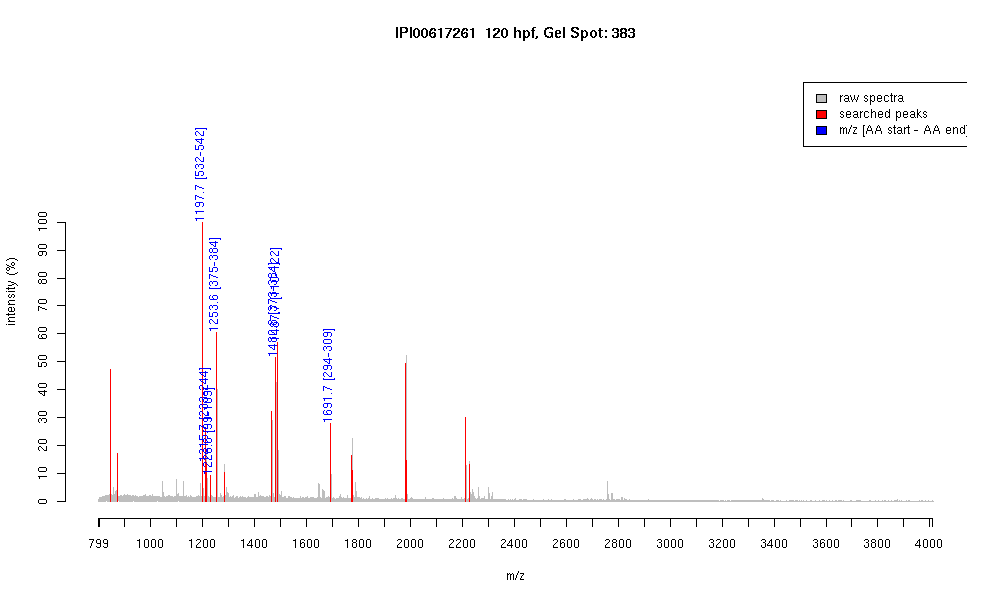 IPI00617261 120 hpf, Gel Spot: 383
raw spectra
searched peaks
m/z [AA start - AA end]
intensity (%)
100
90
80
70
60
50
40
30
20
10
0
1197.7 [532-542]
1253.6 [375-384]
1691.7 [294-309]
799 1000 1200 1400 1600 1800 2000 2200 2400 2600 2800 3000 3200 3400 3600 3800 4000
m/z